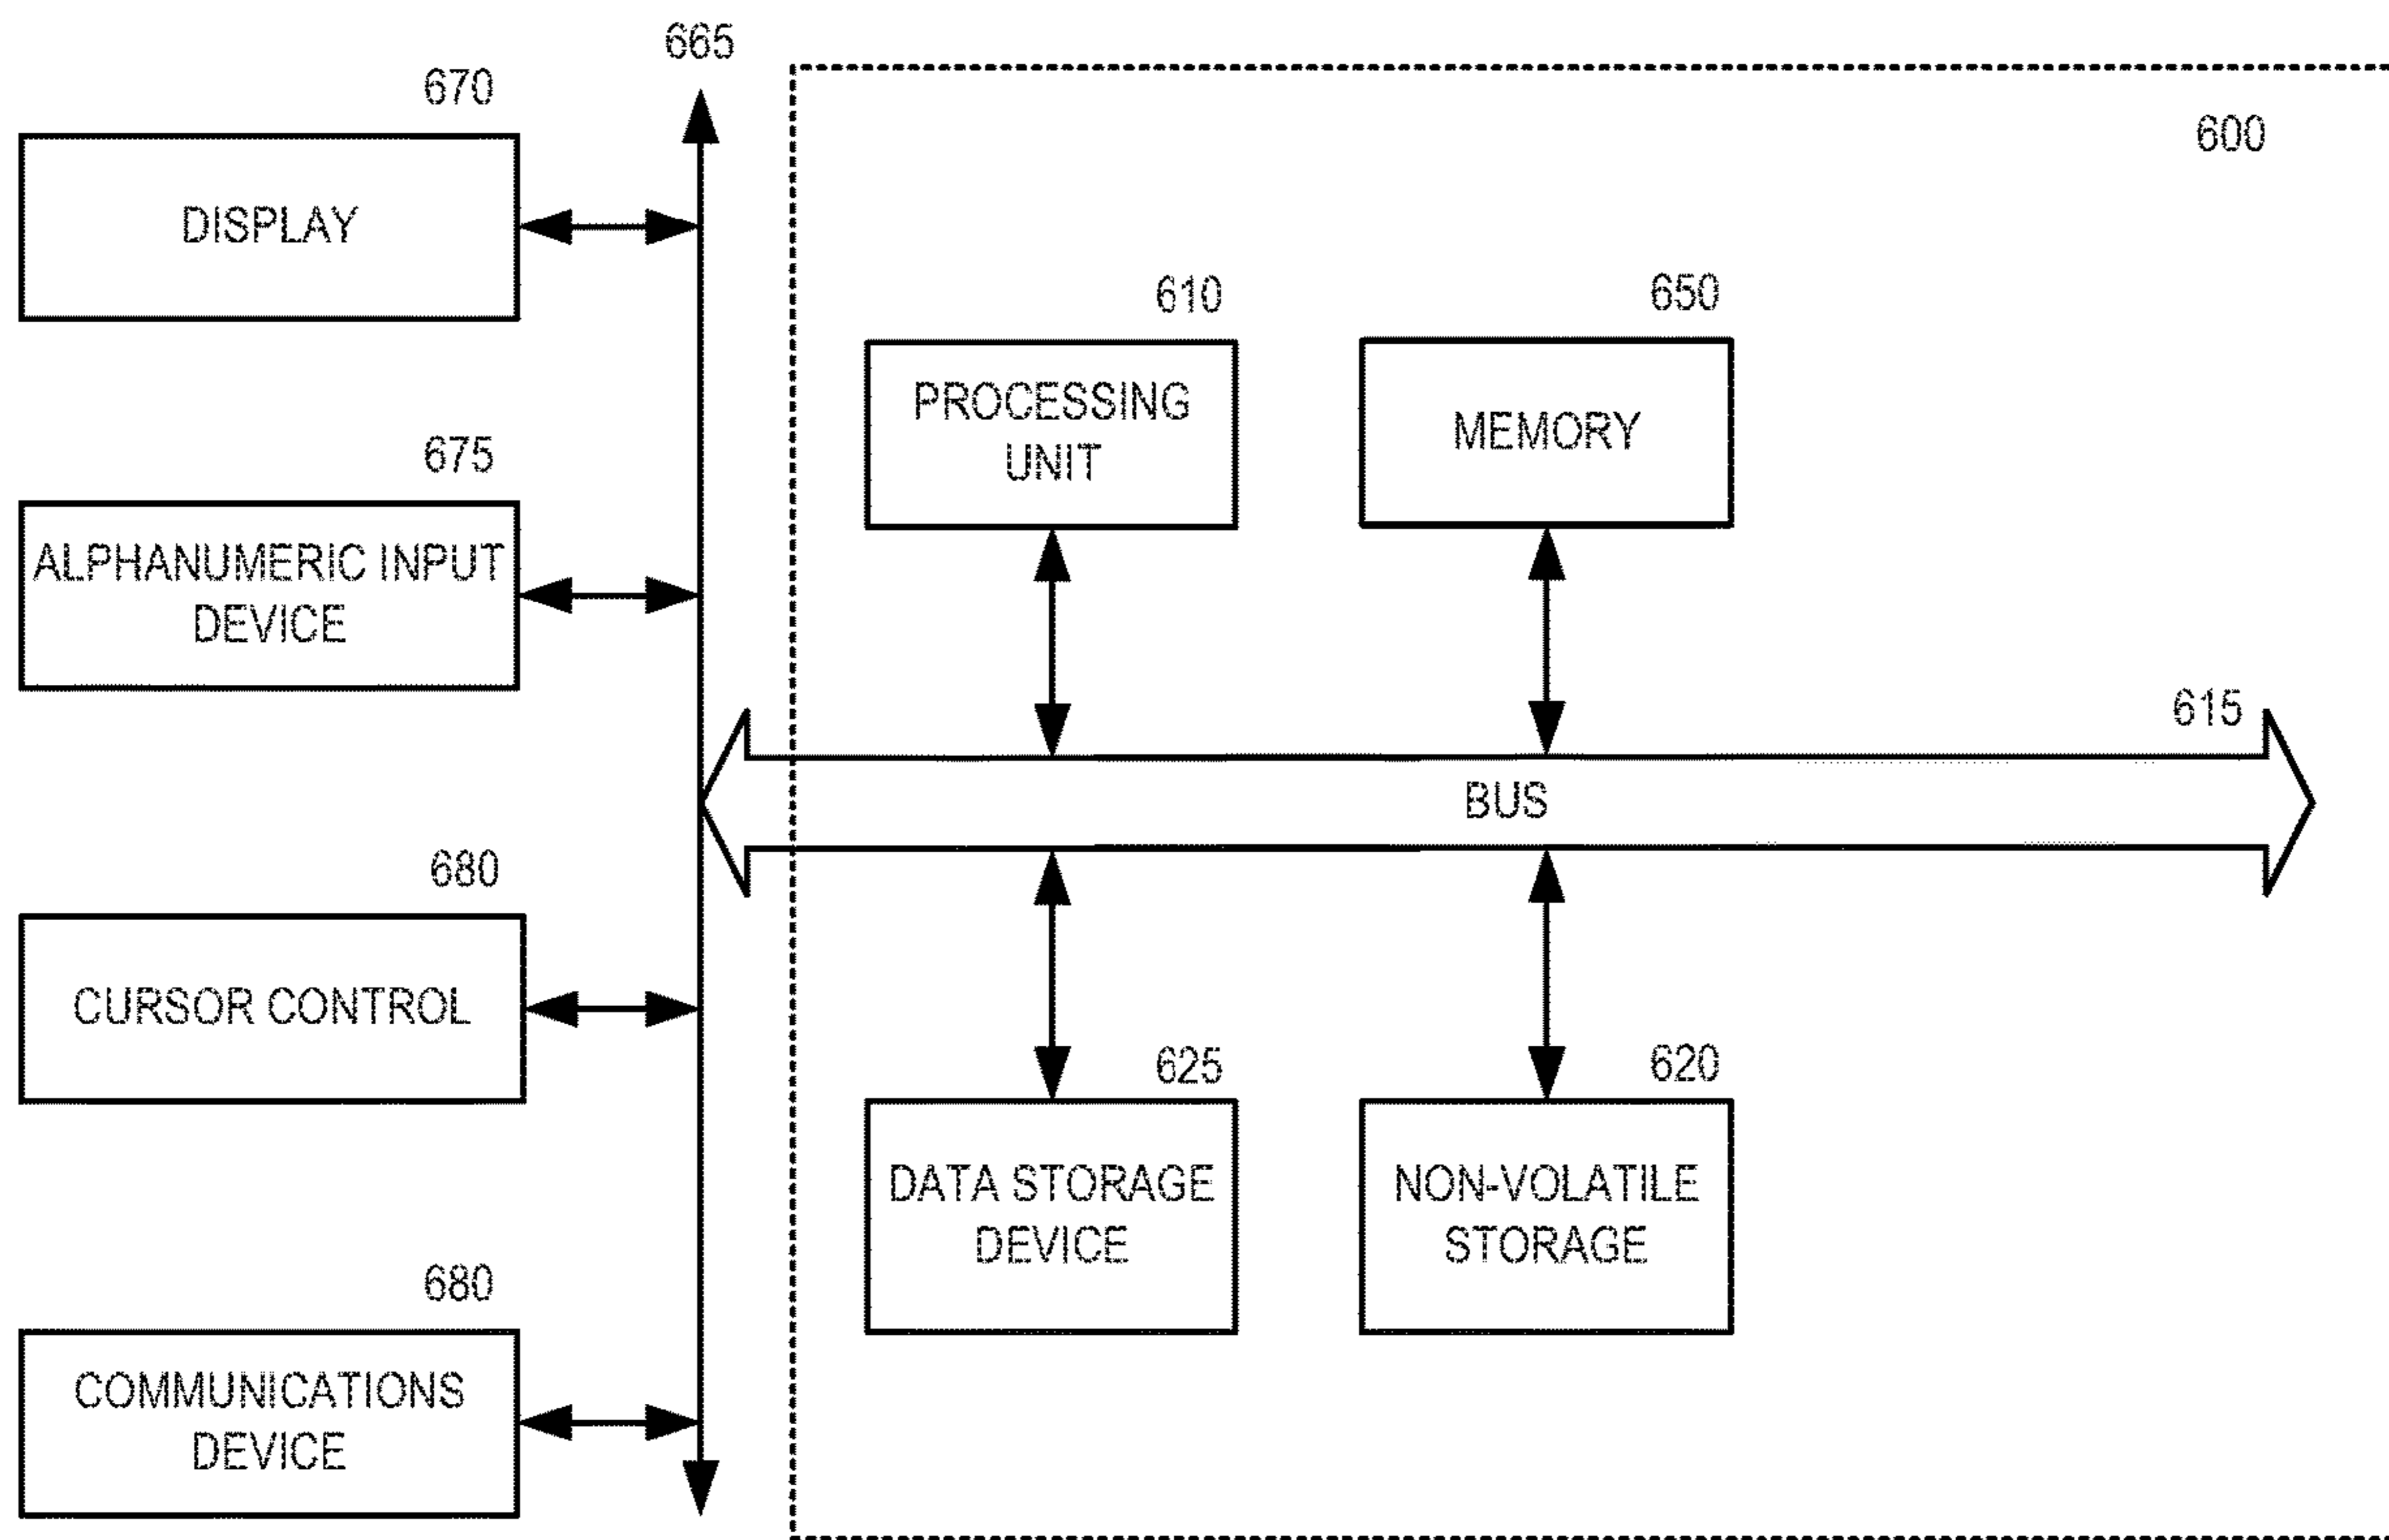 665
670
600
DISPLAY
610
650
PROCESSING
UNIT
MEMORY
675
ALPHANUMERIC INPUT
DEVICE
615
BUS
680
CURSOR CONTROL
625
620
DATA STORAGE
DEVICE
NON-VOLATILE
STORAGE
680
COMMUNICATIONS
DEVICE